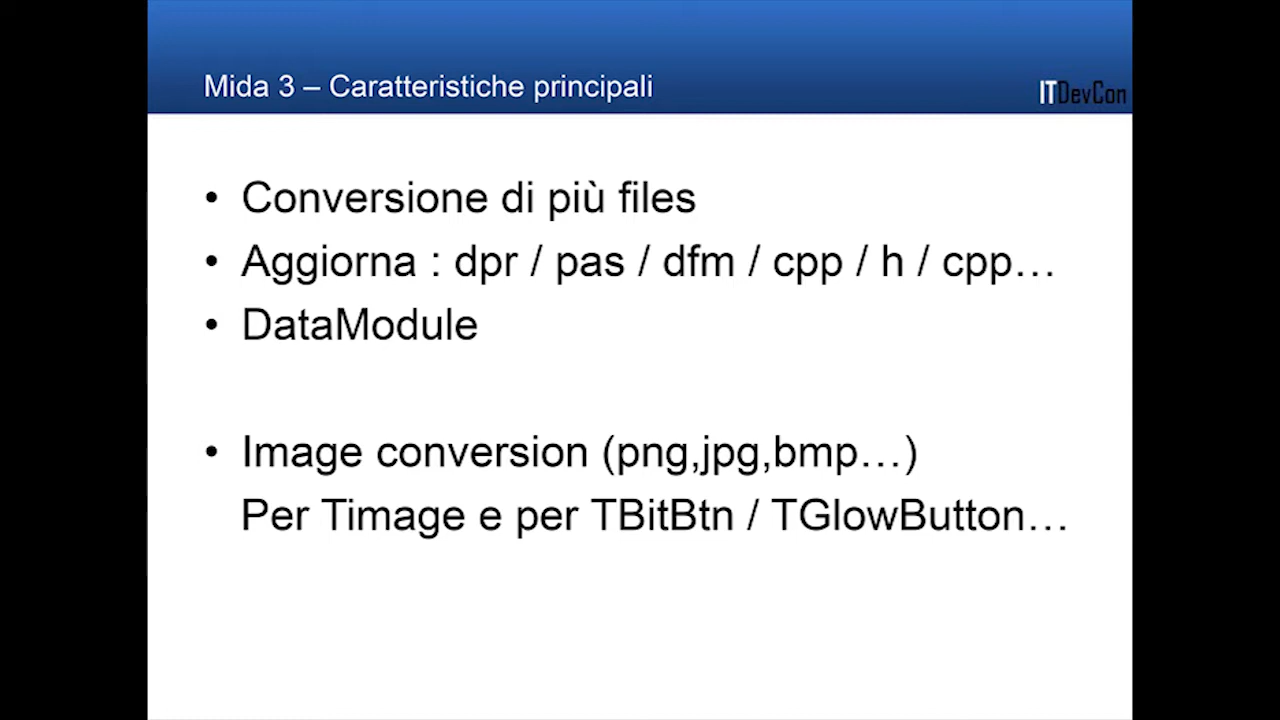 Mida 3 – Caratteristiche principali
ITDevCon
• Conversione di più files
• Aggiorna : dpr / pas / dfm / cpp / h / cpp…
• DataModule
• Image conversion (png,jpg,bmp…)
Per Timage e per TBitBtn / TGlowButton…